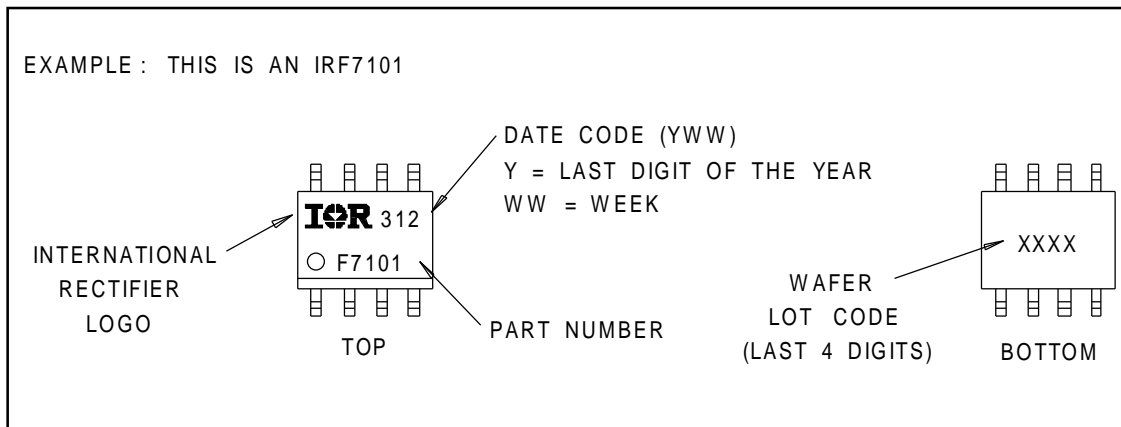 EXAMPLE: THIS IS AN IRF7101
DATE CODE (YWW)
Y = LAST DIGIT OF THE YEAR
WW = WEEK
IOR 312
F7101
INTERNATIONAL
RECTIFIER
LOGO
TOP
PART NUMBER
XXXX
WAFER
LOT CODE
(LAST 4 DIGITS)
BOTTOM